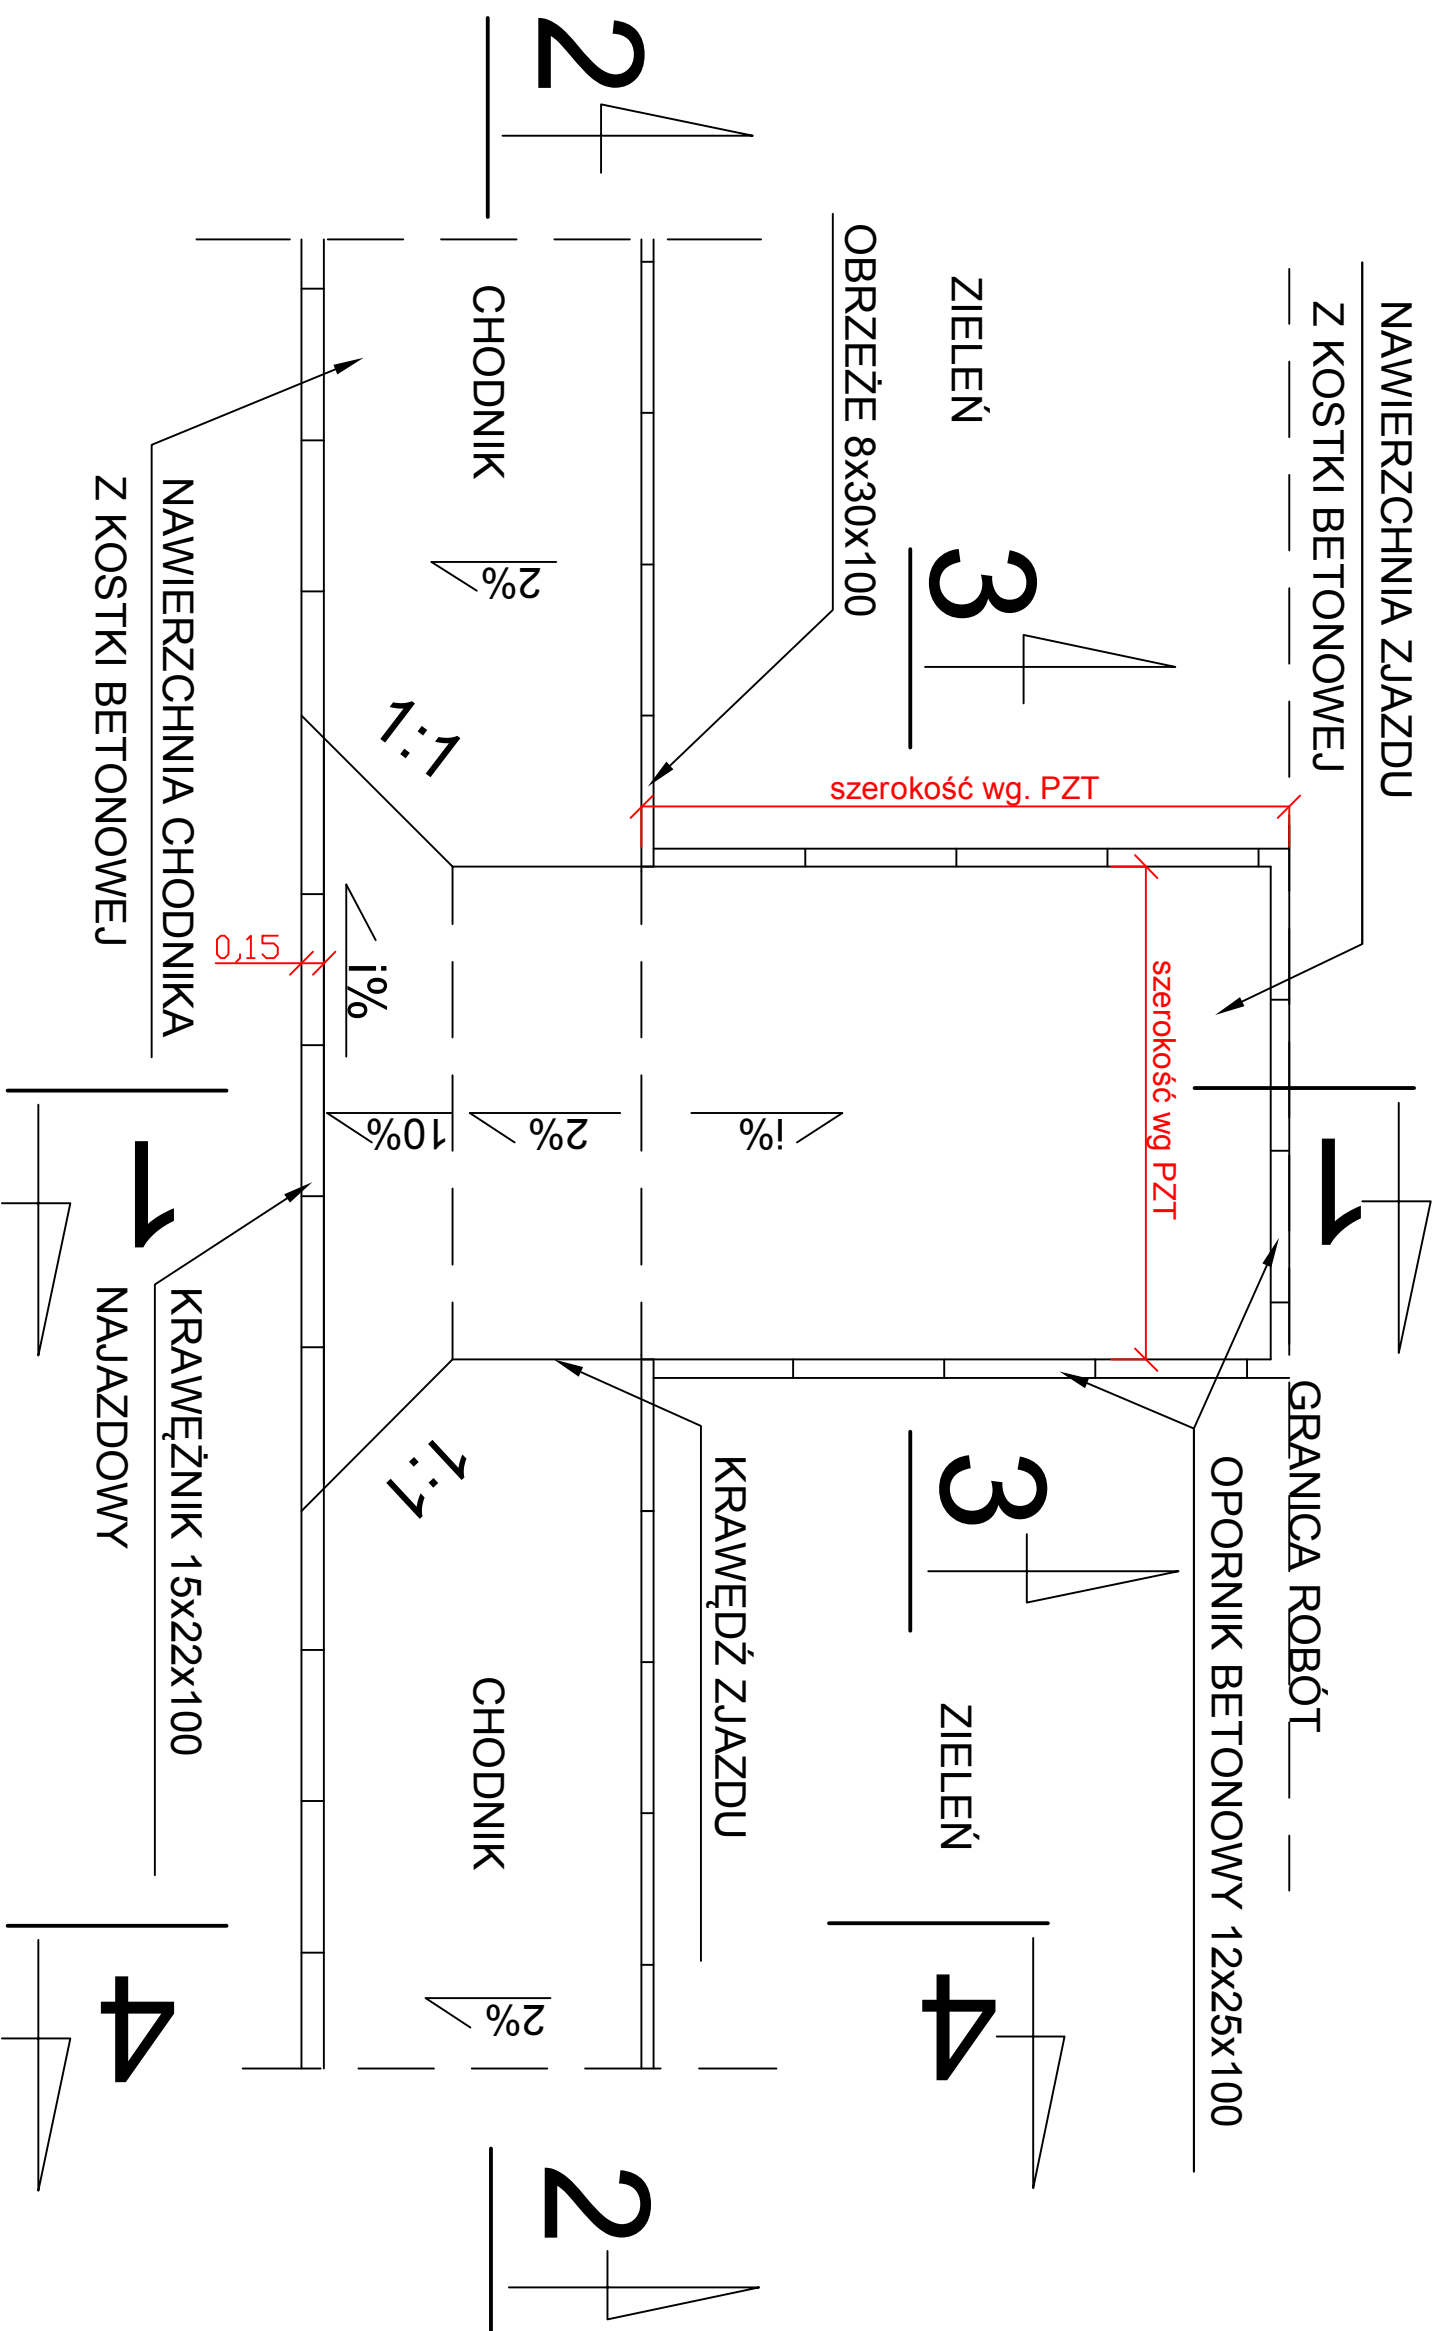 NAWIERZCHNIA ZJAZDU
Z KOSTKI BETONOWEJ
1
GRANICA ROBÓT
OPORNIK BETONOWY 12x25x100
szerokość wg PZT
szerokość wg. PZT
ZIELEŃ
3
3
ZIELEŃ
4
OBRZEŻE 8x30x100
i%
KRAWĘDŹ ZJAZDU
2
CHODNIK
2%
2%
CHODNIK
2%
2
1:1
10%
1:1
i%
0,15
NAWIERZCHNIA CHODNIKA
Z KOSTKI BETONOWEJ
1
KRAWĘŻNIK 15x22x100
NAJAZDOWY
4